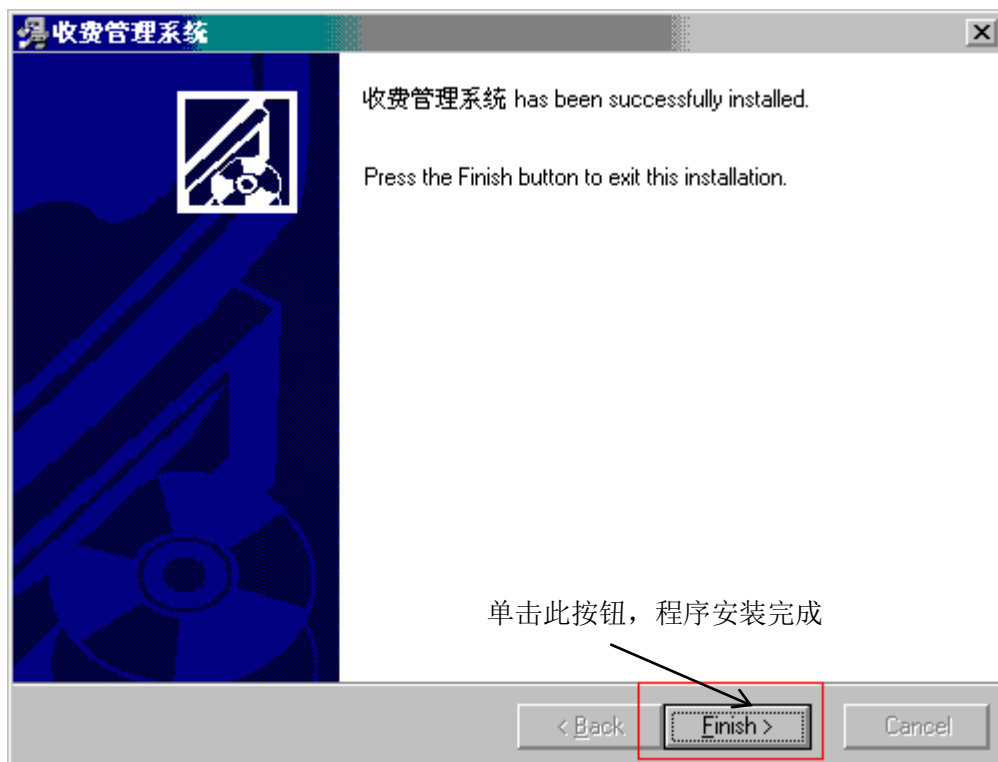 收费管理系统
收费管理系统 has been successfully installed.
Press the Finish button to exit this installation.
单击此按钮，程序安装完成
< Back
Finish >
Cancel